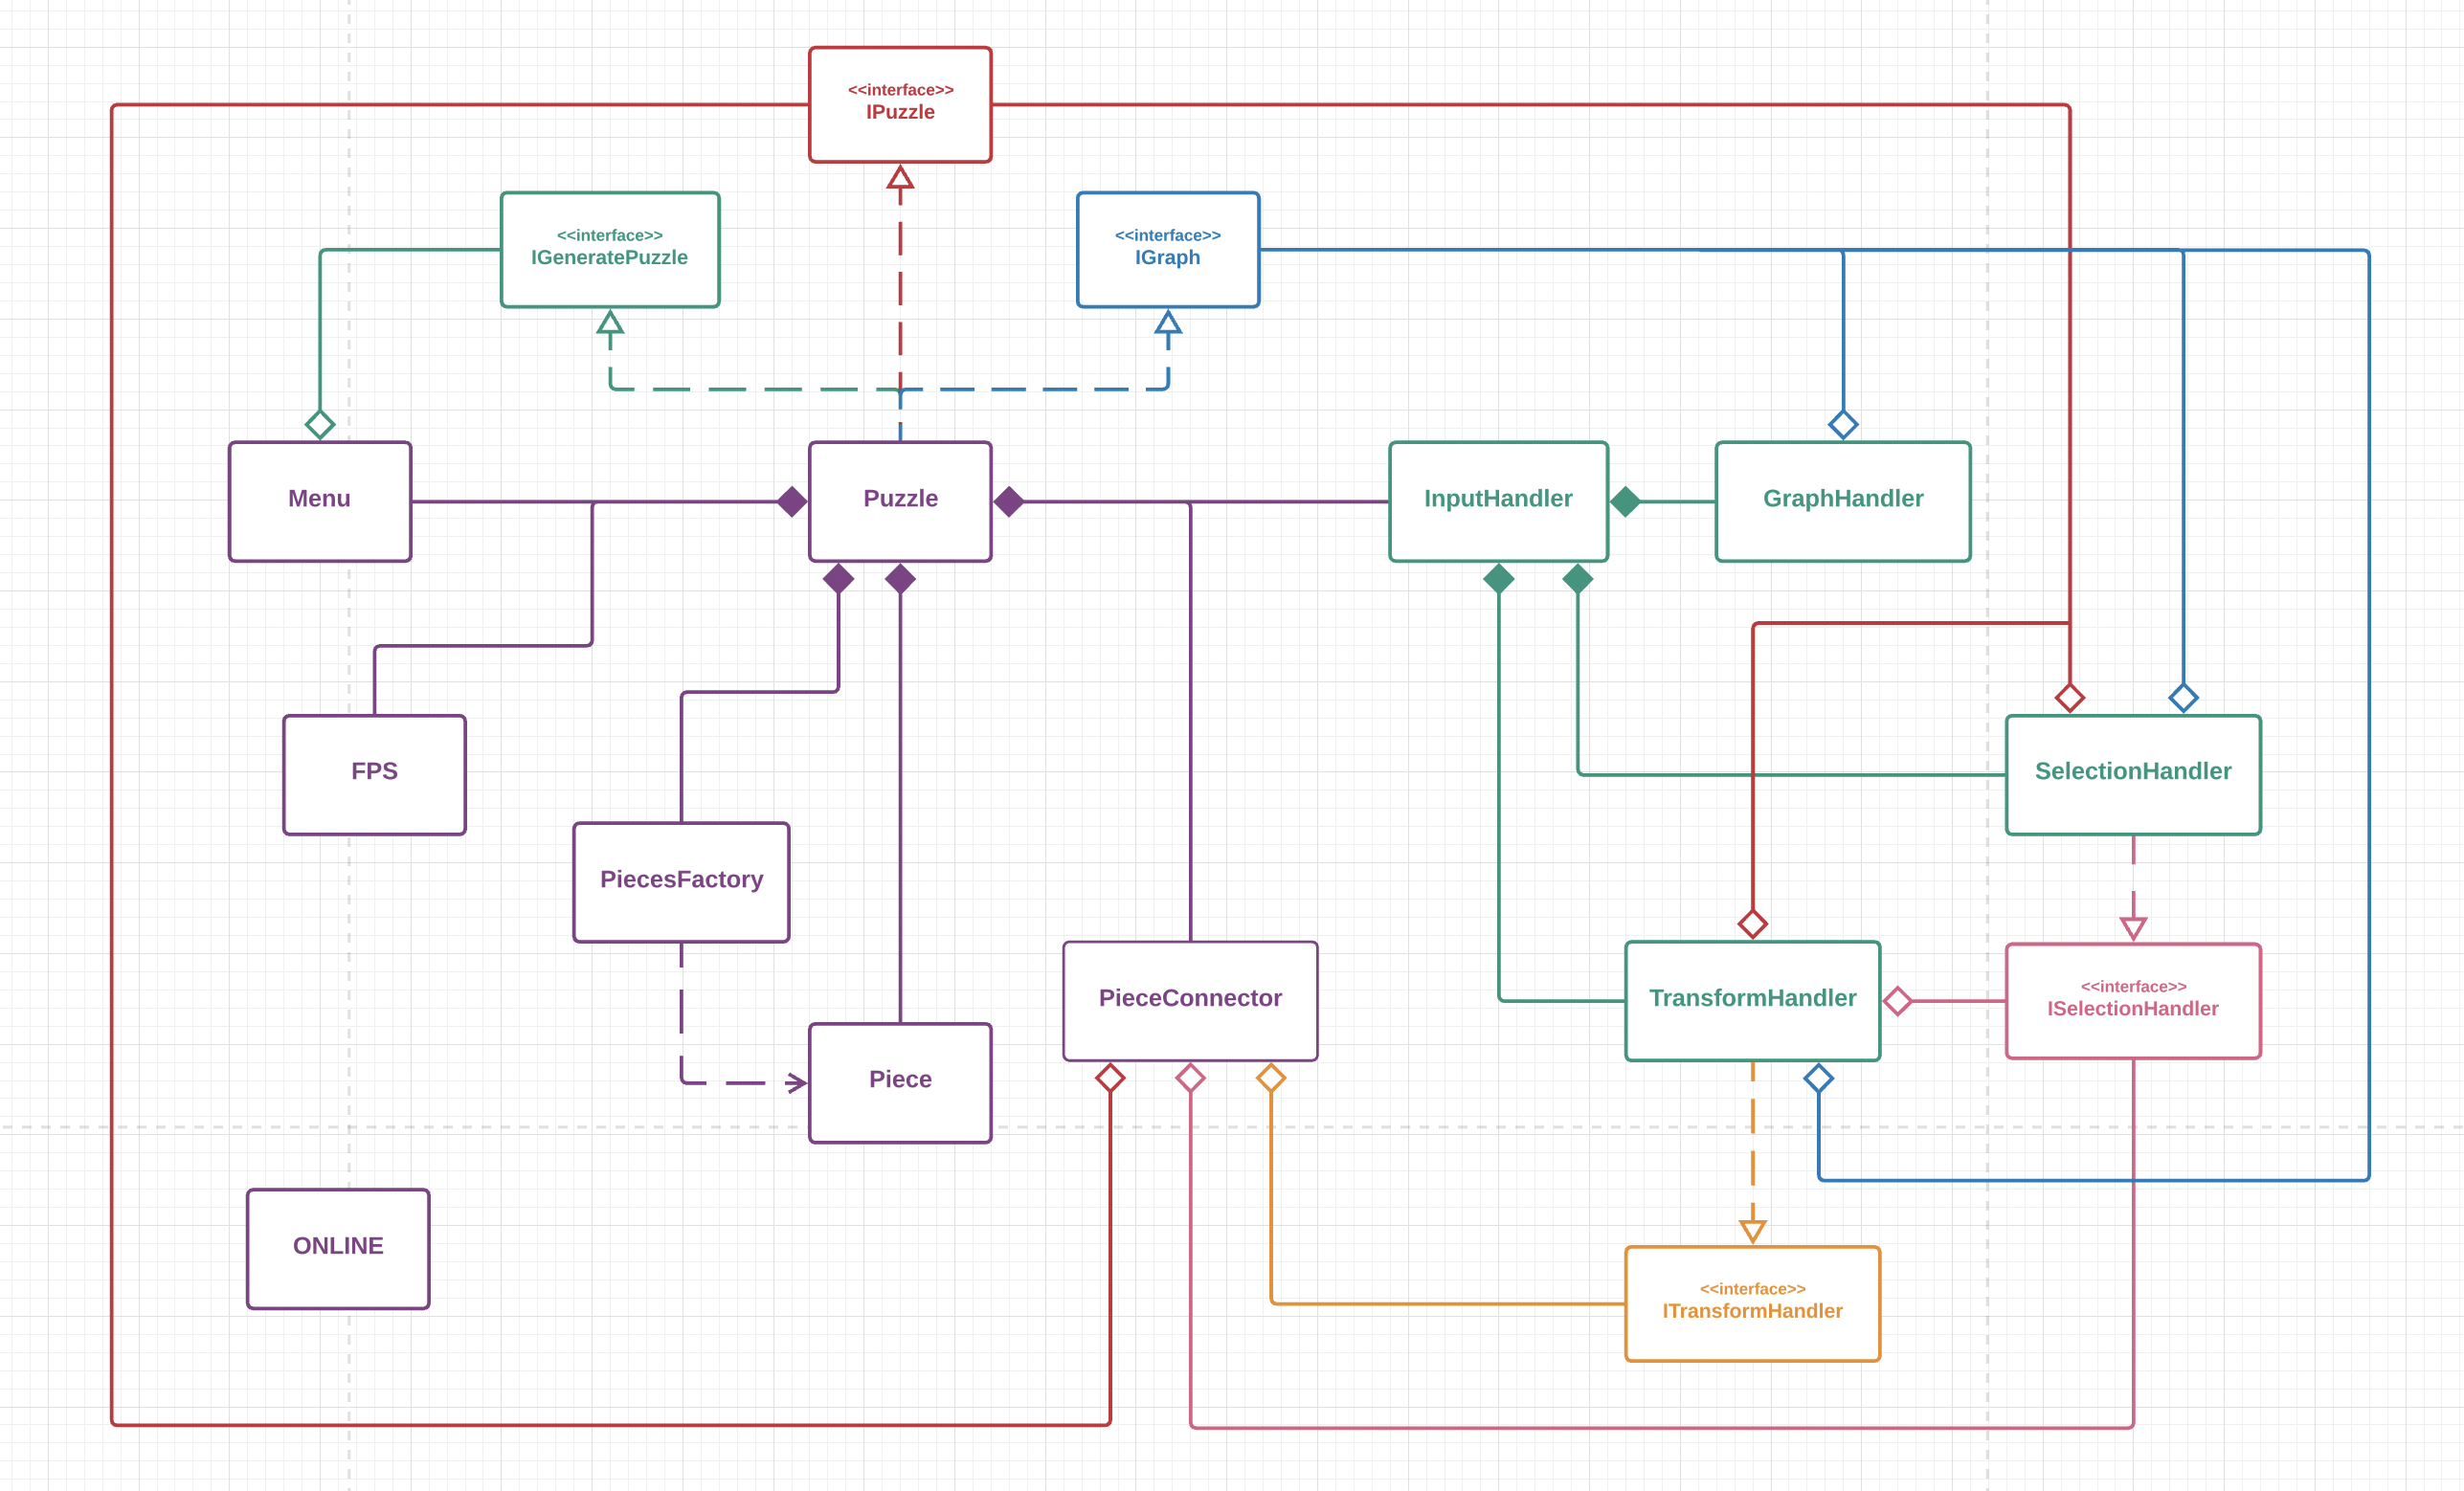 <<interface>>
IPuzzle
<<interface>>
IGeneratePuzzle
<<interface>>
IGraph
Menu
Puzzle
InputHandler
GraphHandler
FPS
SelectionHandler
PiecesFactory
PieceConnector
TransformHandler
<<interface>>
ISelectionHandler
Piece
ONLINE
<<interface>>
ITransformHandler